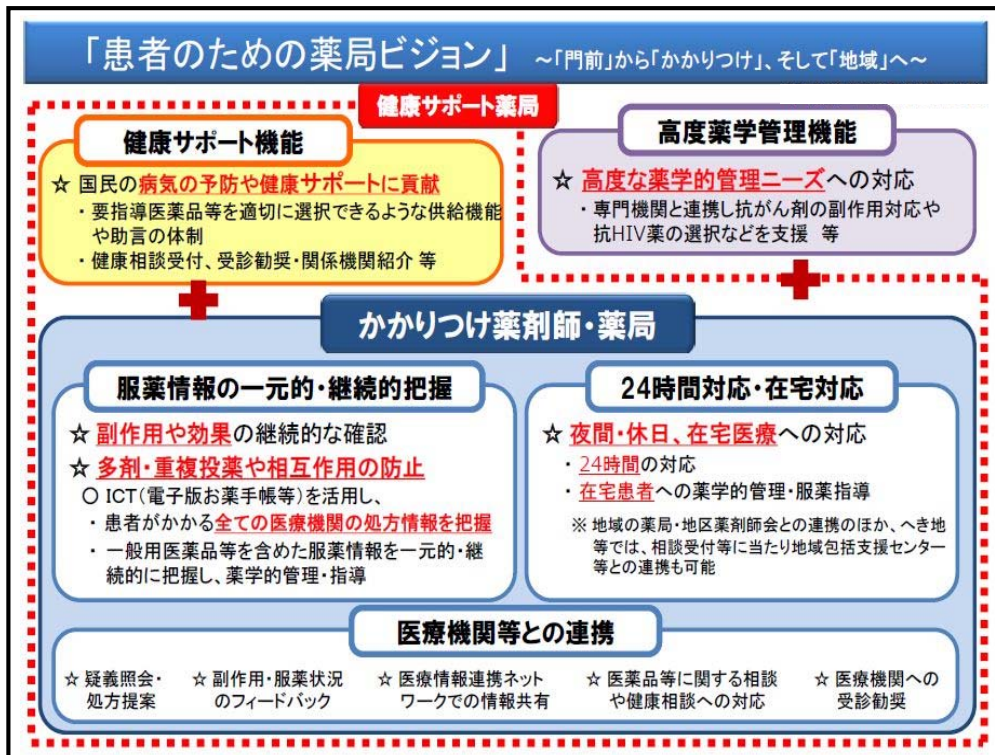 「患者のための薬局ビジョン」 ～「門前」から「かかりつけ」、そして「地域」へ～
健康サポート薬局
健康サポート機能
☆ 国民の病気の予防や健康サポートに貢献
・要指導医薬品等を適切に選択できるような供給機能
や助言の体制
・健康相談受付、受診勧奨・関係機関紹介 等
高度薬学管理機能
☆ 高度な薬学的管理ニーズへの対応
・専門機関と連携し抗がん剤の副作用対応や
抗HIV薬の選択などを支援 等
かかりつけ薬剤師・薬局
服薬情報の一元的・継続的把握
☆ 副作用や効果の継続的な確認
☆ 多剤・重複投薬や相互作用の防止
○ ICT(電子版お薬手帳等)を活用し、
・患者がかかる全ての医療機関の処方情報を把握
・一般用医薬品等を含めた服薬情報を一元的・継
続的に把握し、薬学的管理・指導
24時間対応・在宅対応
☆ 夜間・休日、在宅医療への対応
・24時間の対応
・在宅患者への薬学的管理・服薬指導
※ 地域の薬局・地区薬剤師会との連携のほか、へき地
等では、相談受付等に当たり地域包括支援センター
等との連携も可能
医療機関等との連携
☆ 疑義照会・
処方提案
☆ 副作用・服薬状況
のフィードバック
☆ 医療情報連携ネット
ワークでの情報共有
☆ 医薬品等に関する相談
や健康相談への対応
☆ 医療機関への
受診勧奨